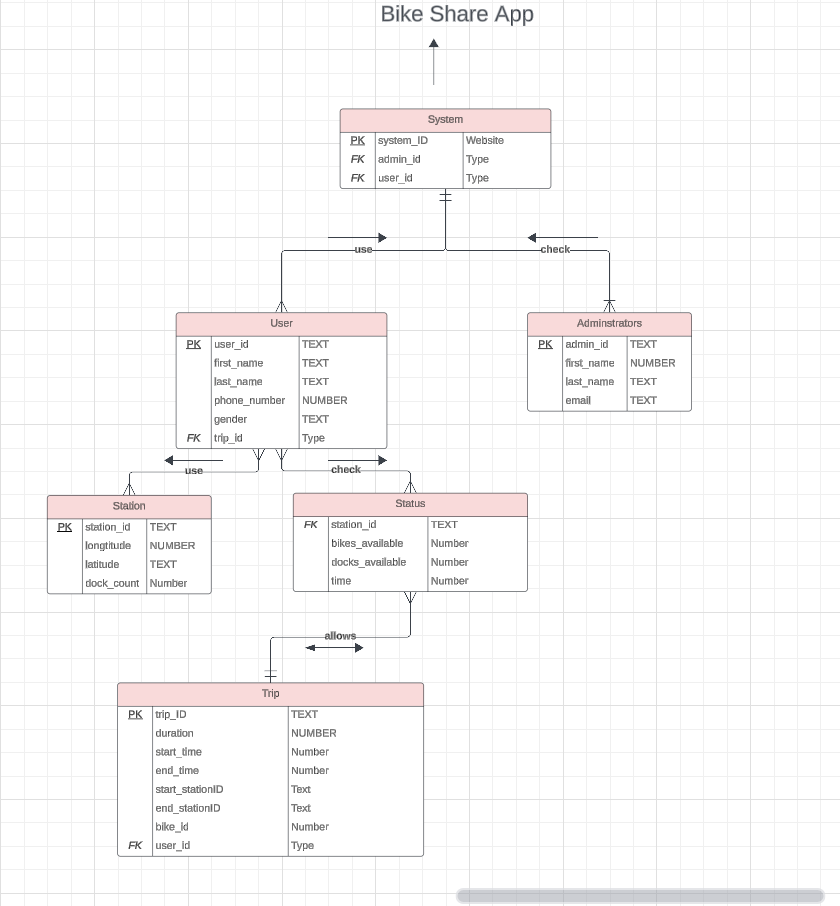 Bike Share App
System
PK system_ID Website
FK admin_id Type
FK user_id Type
use
check
User
PK user_id TEXT
first_name TEXT
last_name TEXT
phone_number NUMBER
gender TEXT
FK trip_id Type
Adminstrators
PK admin_id TEXT
first_name NUMBER
last_name TEXT
email TEXT
use
check
Station
PK station_id TEXT
longtitude NUMBER
latitude TEXT
dock_count Number
Status
FK station_id TEXT
bikes_available Number
docks_available Number
time Number
allows
Trip
PK trip_ID TEXT
duration NUMBER
start_time Number
end_time Number
start_stationID Text
end_stationID Text
bike_id Number
FK user_id Type